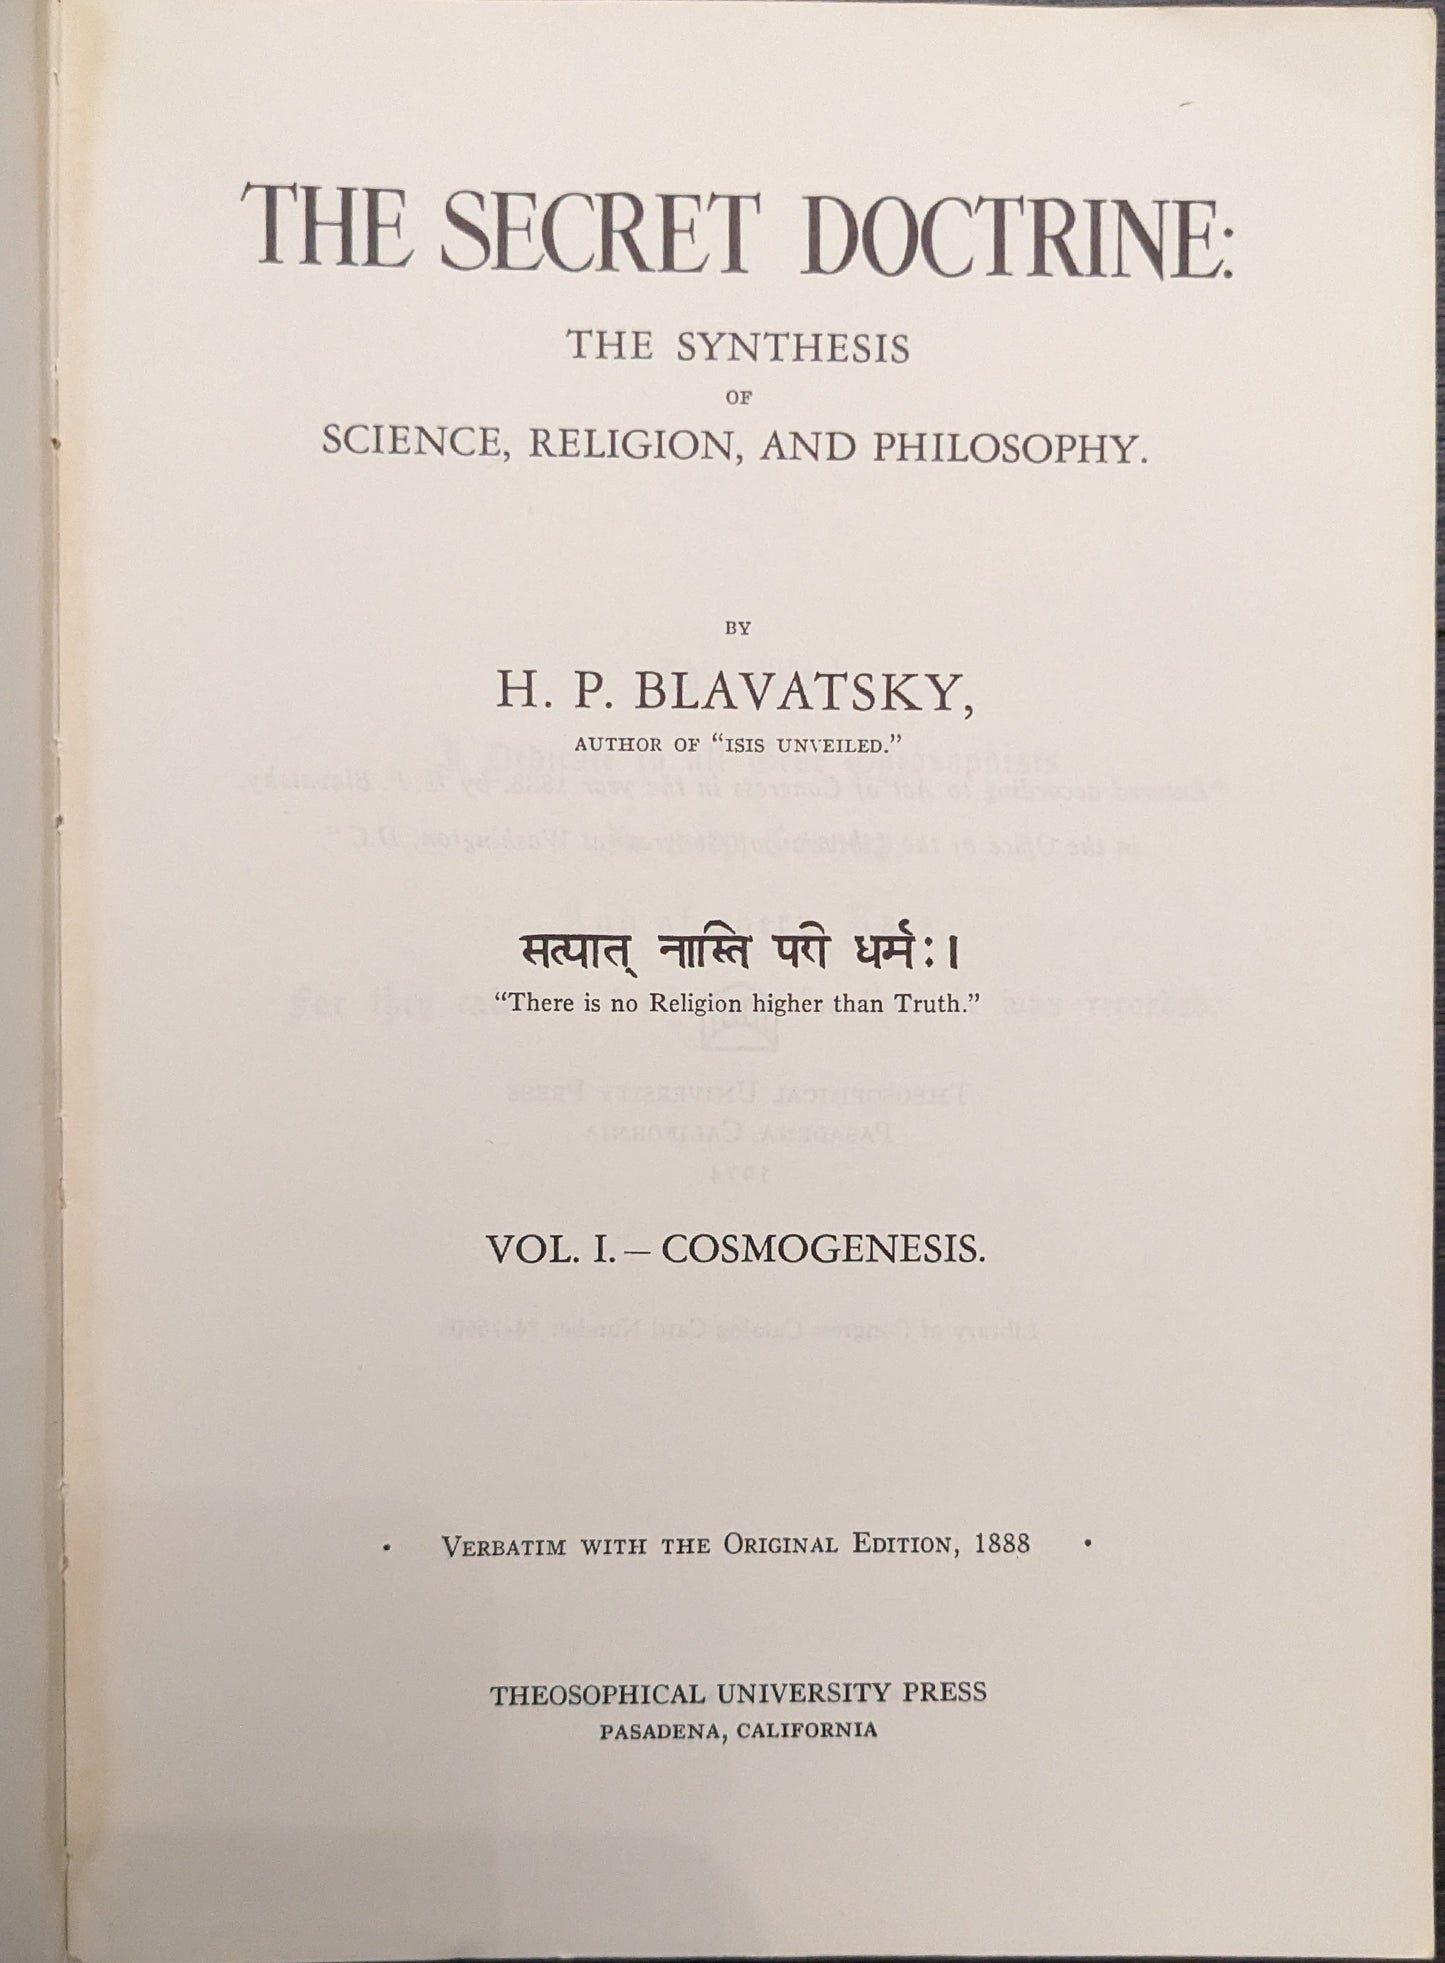 THE SECRET DOCTRINE:
THE SYNTHESIS
OF
SCIENCE, RELIGION, AND PHILOSOPHY.
BY
H. P. BLAVATSKY,
AUTHOR OF “ISIS UNVEILED.”
सत्यात् नास्ति परो धर्मः।
“There is no Religion higher than Truth.”
VOL. I. — COSMOGENESIS.
• VERBATIM WITH THE ORIGINAL EDITION, 1888 •
THEOSOPHICAL UNIVERSITY PRESS
PASADENA, CALIFORNIA